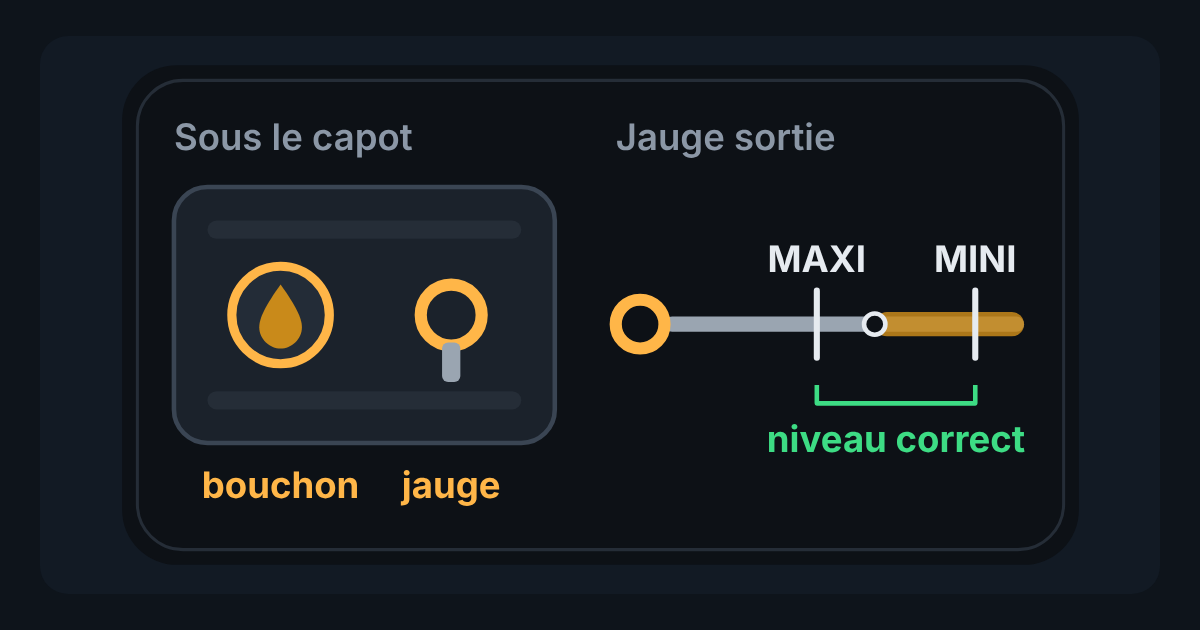 Sous le capot
Jauge sortie
MAXI
MINI
niveau correct
bouchon
jauge